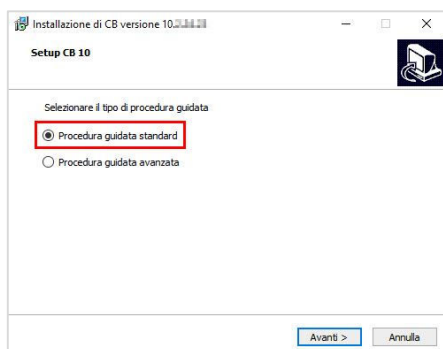 Installazione di CB versione 10.
Setup CB 10
Selezionare il tipo di procedura guidata
Procedura guidata standard
Procedura guidata avanzata
Avanti >
Annulla